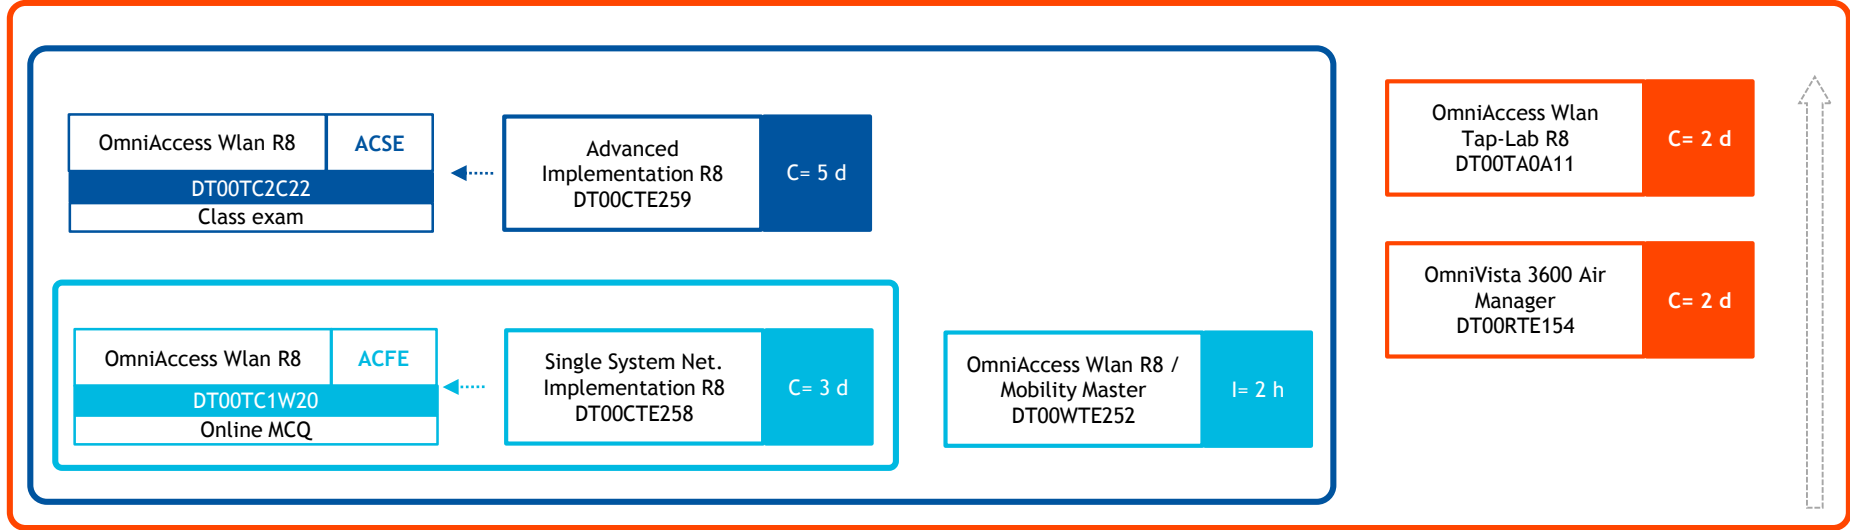 OmniAccess Wlan R8
ACSE
DT00TC2C22
Class exam
Advanced
Implementation R8
DT00CTE259
C= 5 d
OmniAccess Wlan
Tap-Lab R8
DT00TA0A11
C= 2 d
OmniVista 3600 Air
Manager
DT00RTE154
C= 2 d
OmniAccess Wlan R8
ACFE
DT00TC1W20
Online MCQ
Single System Net.
Implementation R8
DT00CTE258
C= 3 d
OmniAccess Wlan R8 /
Mobility Master
DT00WTE252
I= 2 h